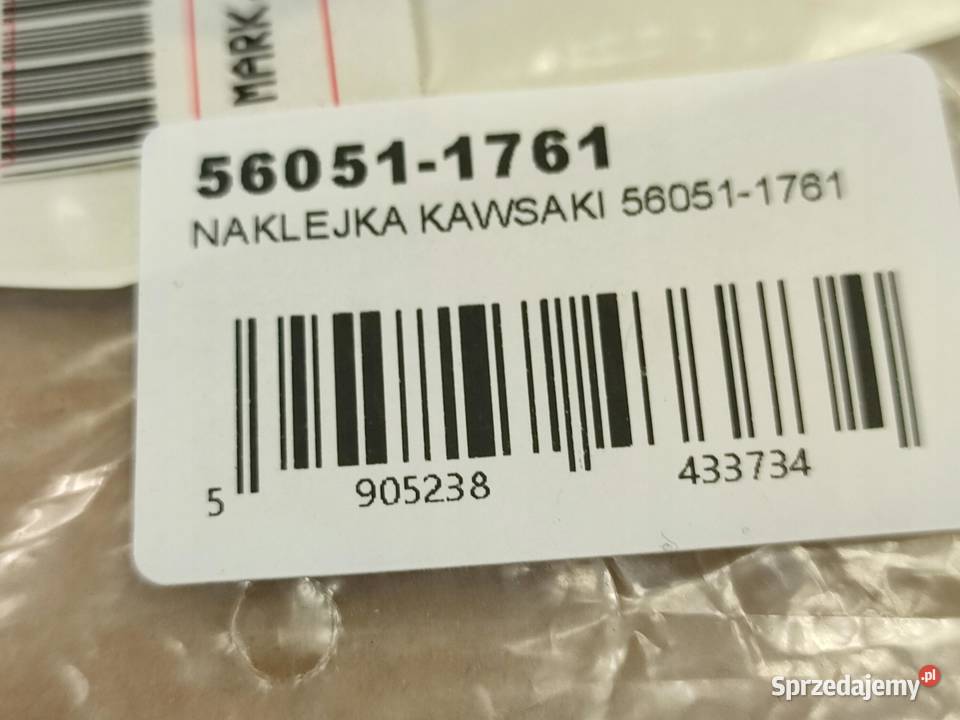 MARK
56051-1761
NAKLEJKA KAWSAKI 56051-1761
5 905238 433734
Sprzedajemy.pl